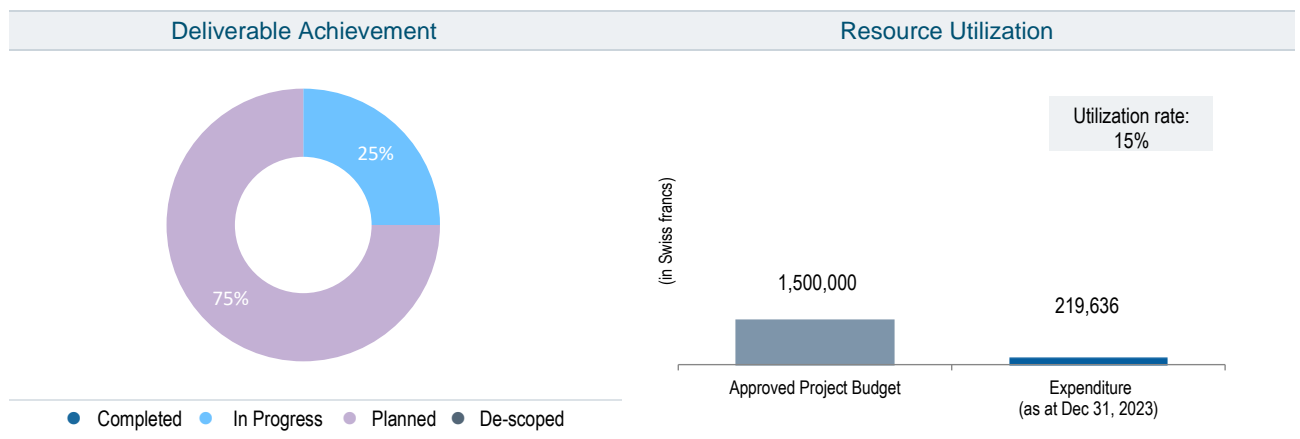 Deliverable Achievement
Resource Utilization
25%
75%
Completed
In Progress
Planned
De-scoped
Utilization rate:
15%
(in Swiss francs)
1,500,000
219,636
Approved Project Budget
Expenditure
(as at Dec 31, 2023)